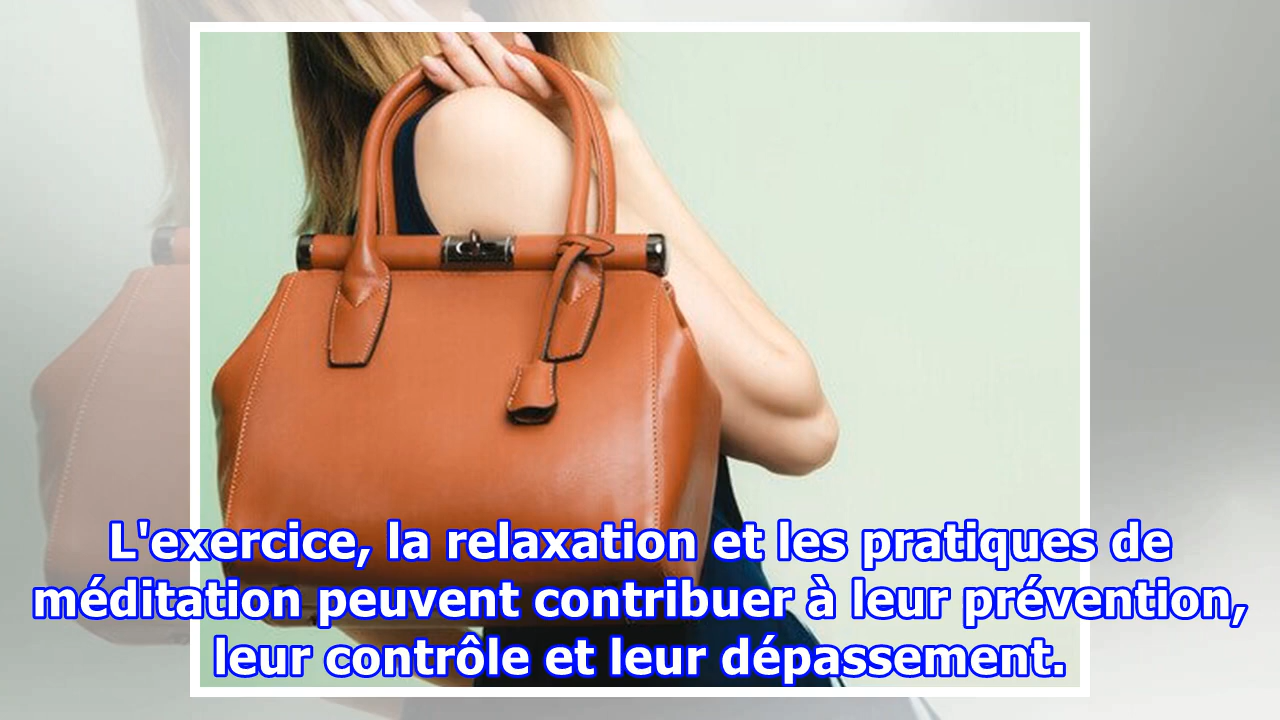 L'exercice, la relaxation et les pratiques de
méditation peuvent contribuer à leur prévention,
leur contrôle et leur dépassement.